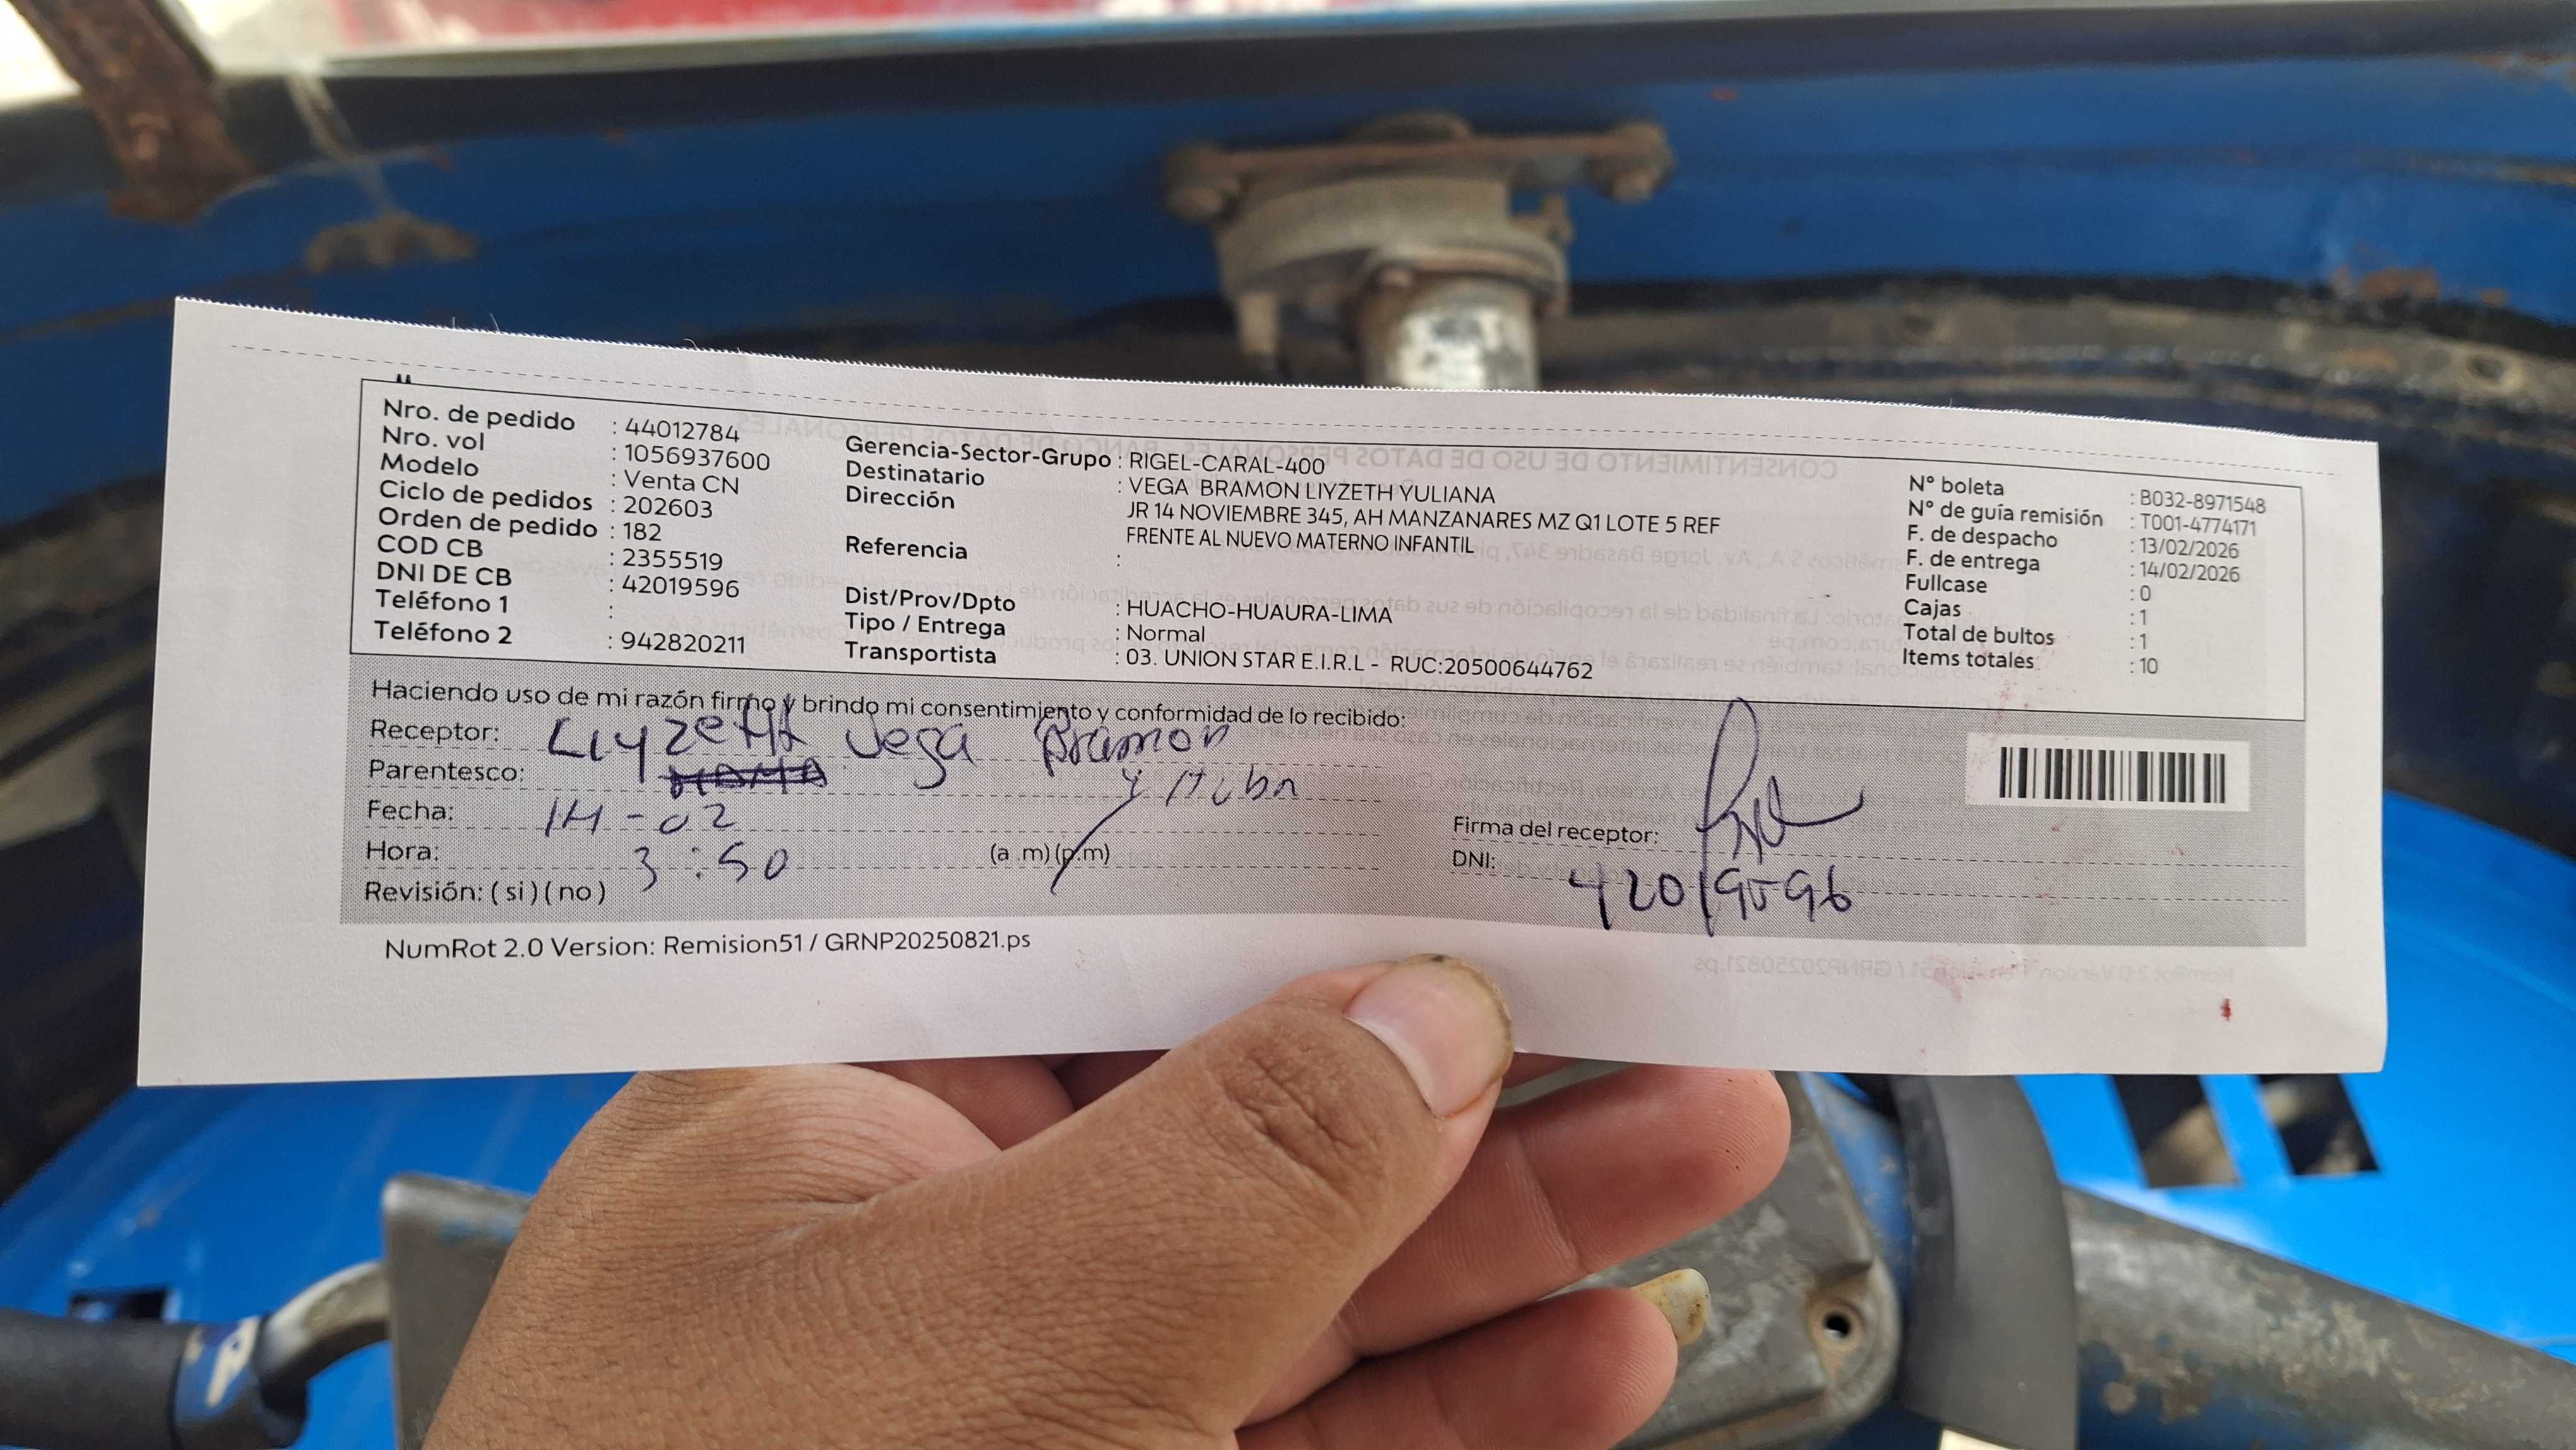 Nro. de pedido : 44012784
Nro. vol : 1056937600
Modelo : Venta CN
Ciclo de pedidos : 202603
Orden de pedido : 182
COD CB : 2355519
DNI DE CB : 42019596
Teléfono 1 :
Teléfono 2 : 942820211
Gerencia-Sector-Grupo : RIGEL-CARAL-400
Destinatario : VEGA BRAMON LIYZETH YULIANA
Dirección JR 14 NOVIEMBRE 345, AH MANZANARES MZ Q1 LOTE 5 REF
FRENTE AL NUEVO MATERNO INFANTIL
Referencia :
Dist/Prov/Dpto : HUACHO-HUAURA-LIMA
Tipo / Entrega : Normal
Transportista : 03. UNION STAR E.I.R.L - RUC:20500644762
N° boleta : B032-8971548
N° de guía remisión : T001-4774171
F. de despacho : 13/02/2026
F. de entrega : 14/02/2026
Fullcase : 0
Cajas : 1
Total de bultos : 1
Items totales : 10
Haciendo uso de mi razón firmo y brindo mi consentimiento y conformidad de lo recibido:
Receptor: Liyzeth Vega Bramon
Parentesco:
Fecha: 14-02
Hora: 3:50 (a .m) (p.m)
Revisión: ( si ) ( no )
Firma del receptor:
DNI: 42019596
NumRot 2.0 Version: Remision51 / GRNP20250821.ps